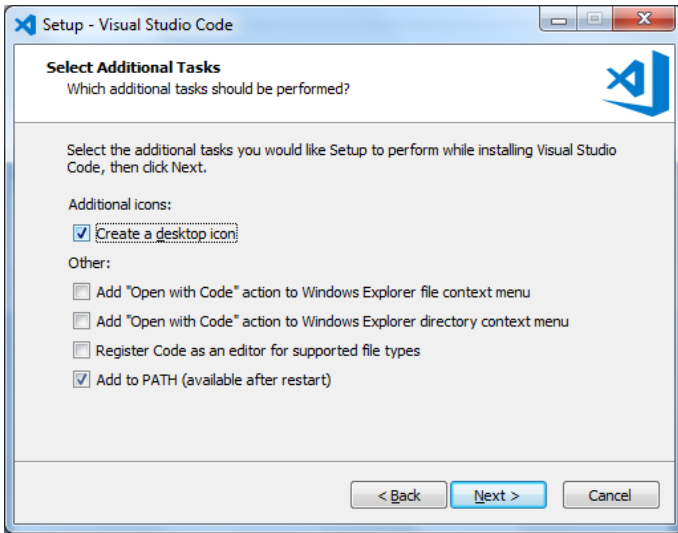 Setup - Visual Studio Code
Select Additional Tasks
Which additional tasks should be performed?
Select the additional tasks you would like Setup to perform while installing Visual Studio
Code, then click Next.
Additional icons:
Create a desktop icon
Other:
Add "Open with Code" action to Windows Explorer file context menu
Add "Open with Code" action to Windows Explorer directory context menu
Register Code as an editor for supported file types
Add to PATH (available after restart)
< Back Next > Cancel